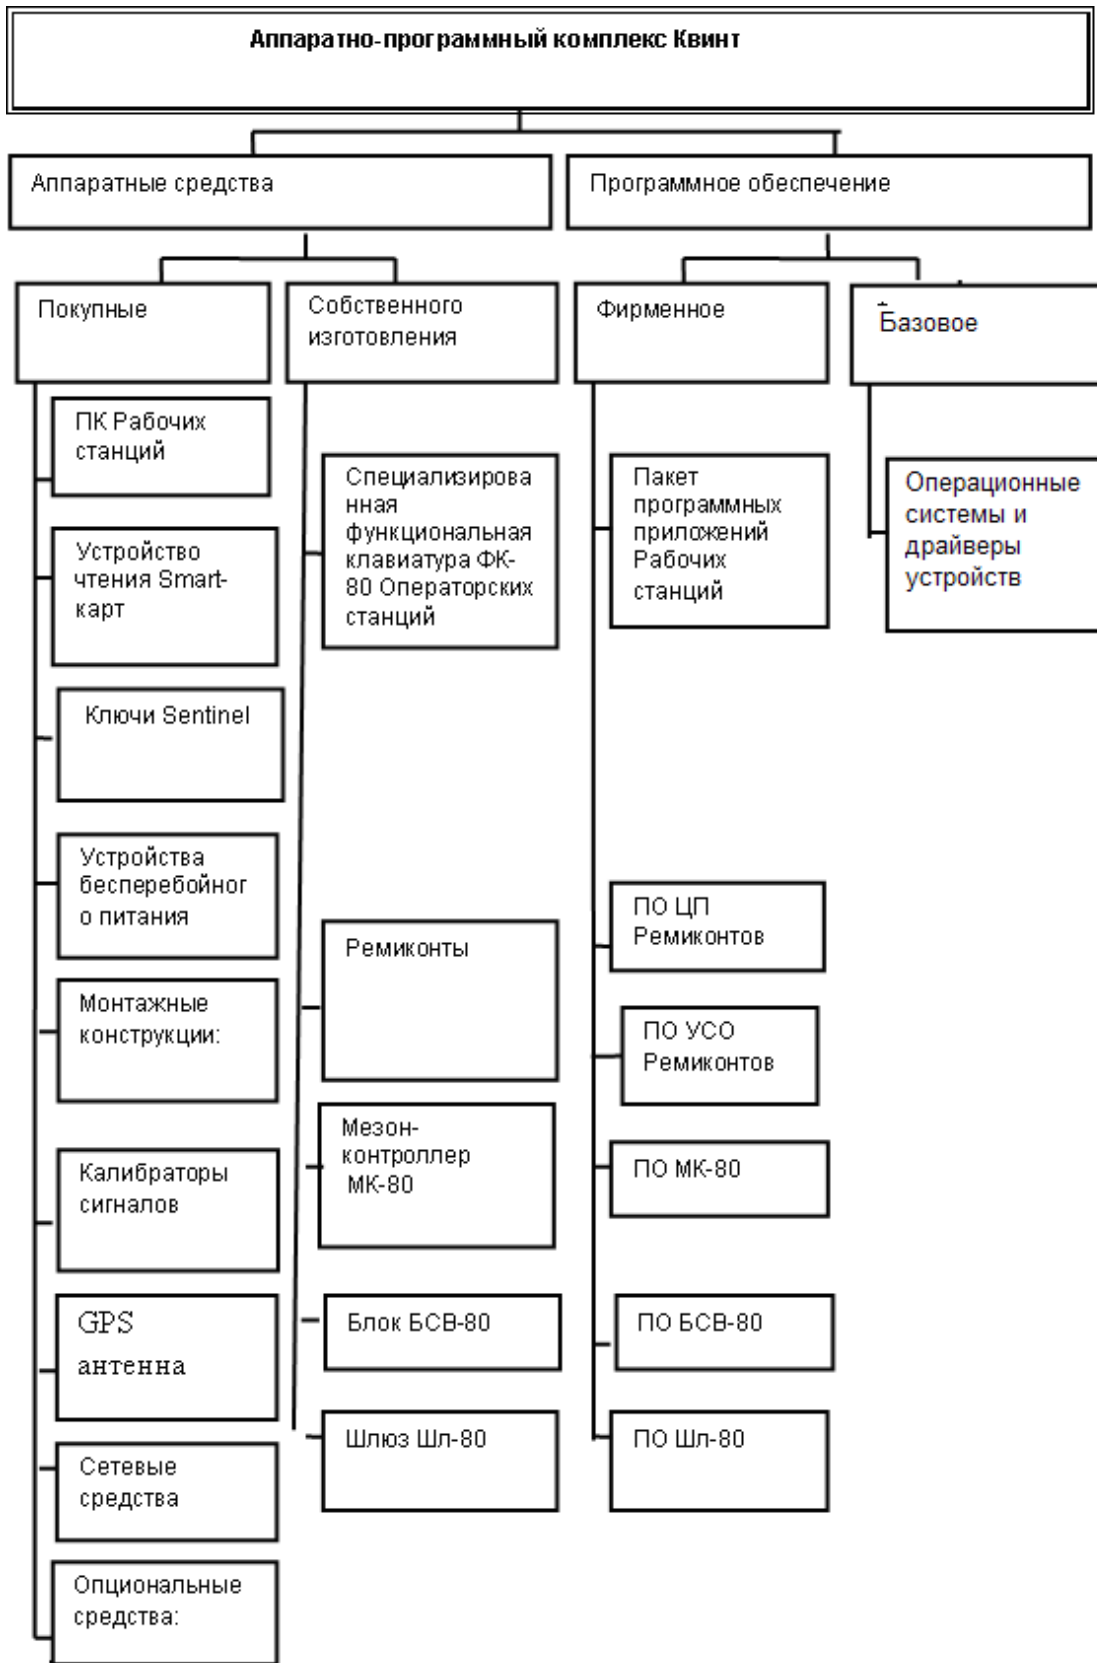 Аппаратно-программный комплекс Квинт
Аппаратные средства
Программное обеспечение
Покупные
Собственного
изготовления
Фирменное
Базовое
ПК Рабочих
станций
Устройство
чтения Smart-
карт
Ключи Sentinel
Устройства
бесперебойног
о питания
Монтажные
конструкции:
Калибраторы
сигналов
GPS
антенна
Сетевые
средства
Опциональные
средства:
Специализирова
нная
функциональная
клавиатура ФК-
80 Операторских
станций
Ремиконты
Мезон-
контроллер
МК-80
Блок БСВ-80
Шлюз Шл-80
Пакет
программных
приложений
Рабочих
станций
ПО ЦП
Ремиконтов
ПО УСО
Ремиконтов
ПО МК-80
ПО БСВ-80
ПО Шл-80
Операционные
системы и
драйверы
устройств